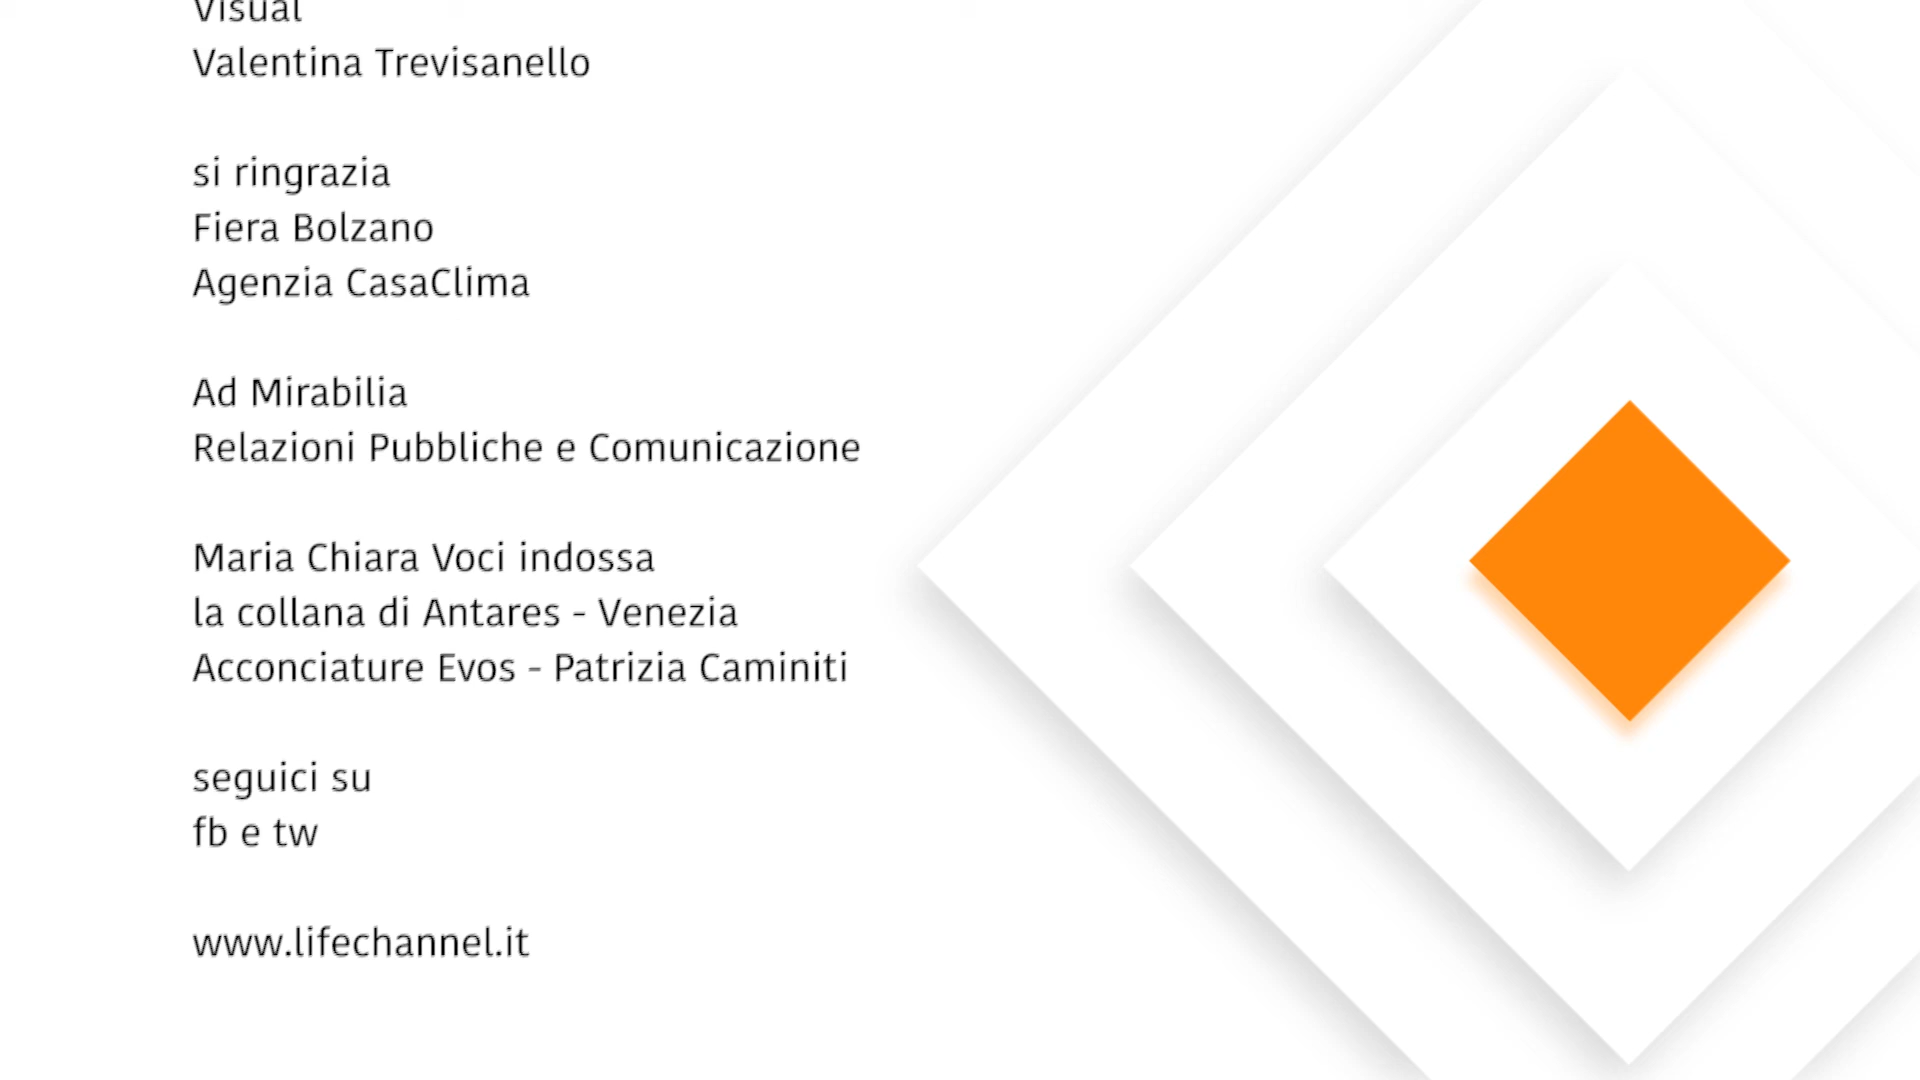 Visual
Valentina Trevisanello
si ringrazia
Fiera Bolzano
Agenzia CasaClima
Ad Mirabilia
Relazioni Pubbliche e Comunicazione
Maria Chiara Voci indossa
la collana di Antares - Venezia
Acconciature Evos - Patrizia Caminiti
seguici su
fb e tw
www.lifechannel.it